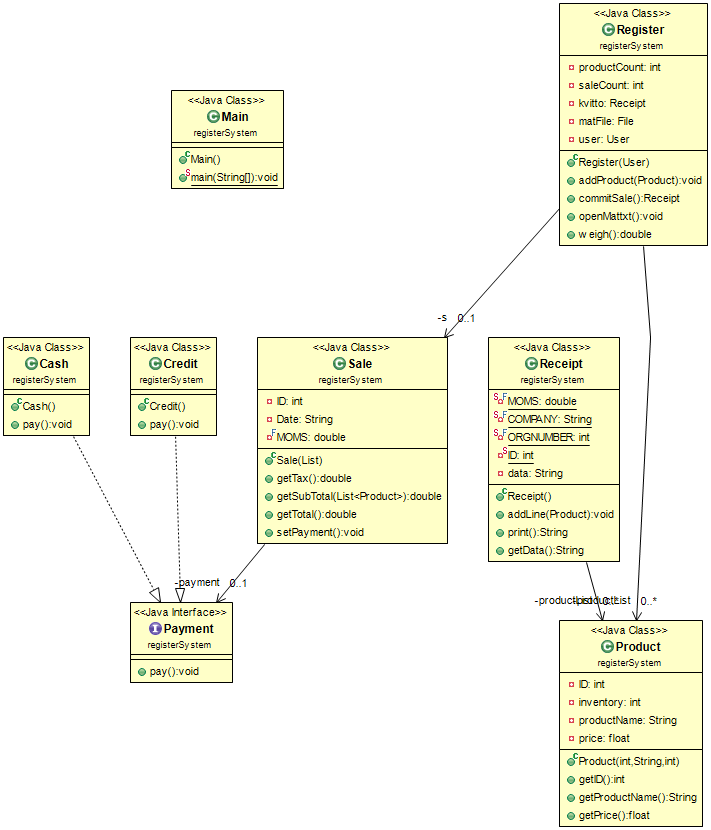 <<Java Class>>
Register
registerSystem
productCount: int
saleCount: int
kvitto: Receipt
matFile: File
user: User
Register(User)
addProduct(Product):void
commitSale():Receipt
openMattxt():void
weigh():double
<<Java Class>>
Main
registerSystem
Main()
main(String[]):void
-s 0..1
<<Java Class>>
Cash
registerSystem
Cash()
pay():void
<<Java Class>>
Credit
registerSystem
Credit()
pay():void
<<Java Class>>
Sale
registerSystem
ID: int
Date: String
MOMS: double
Sale(List)
getTax():double
getSubTotal(List<Product>):double
getTotal():double
setPayment():void
<<Java Class>>
Receipt
registerSystem
MOMS: double
COMPANY: String
ORGNUMBER: int
ID: int
data: String
Receipt()
addLine(Product):void
print():String
getData():String
-payment 0..1
-productList 0..*
<<Java Interface>>
Payment
registerSystem
pay():void
<<Java Class>>
Product
registerSystem
ID: int
inventory: int
productName: String
price: float
Product(int,String,int)
getID():int
getProductName():String
getPrice():float